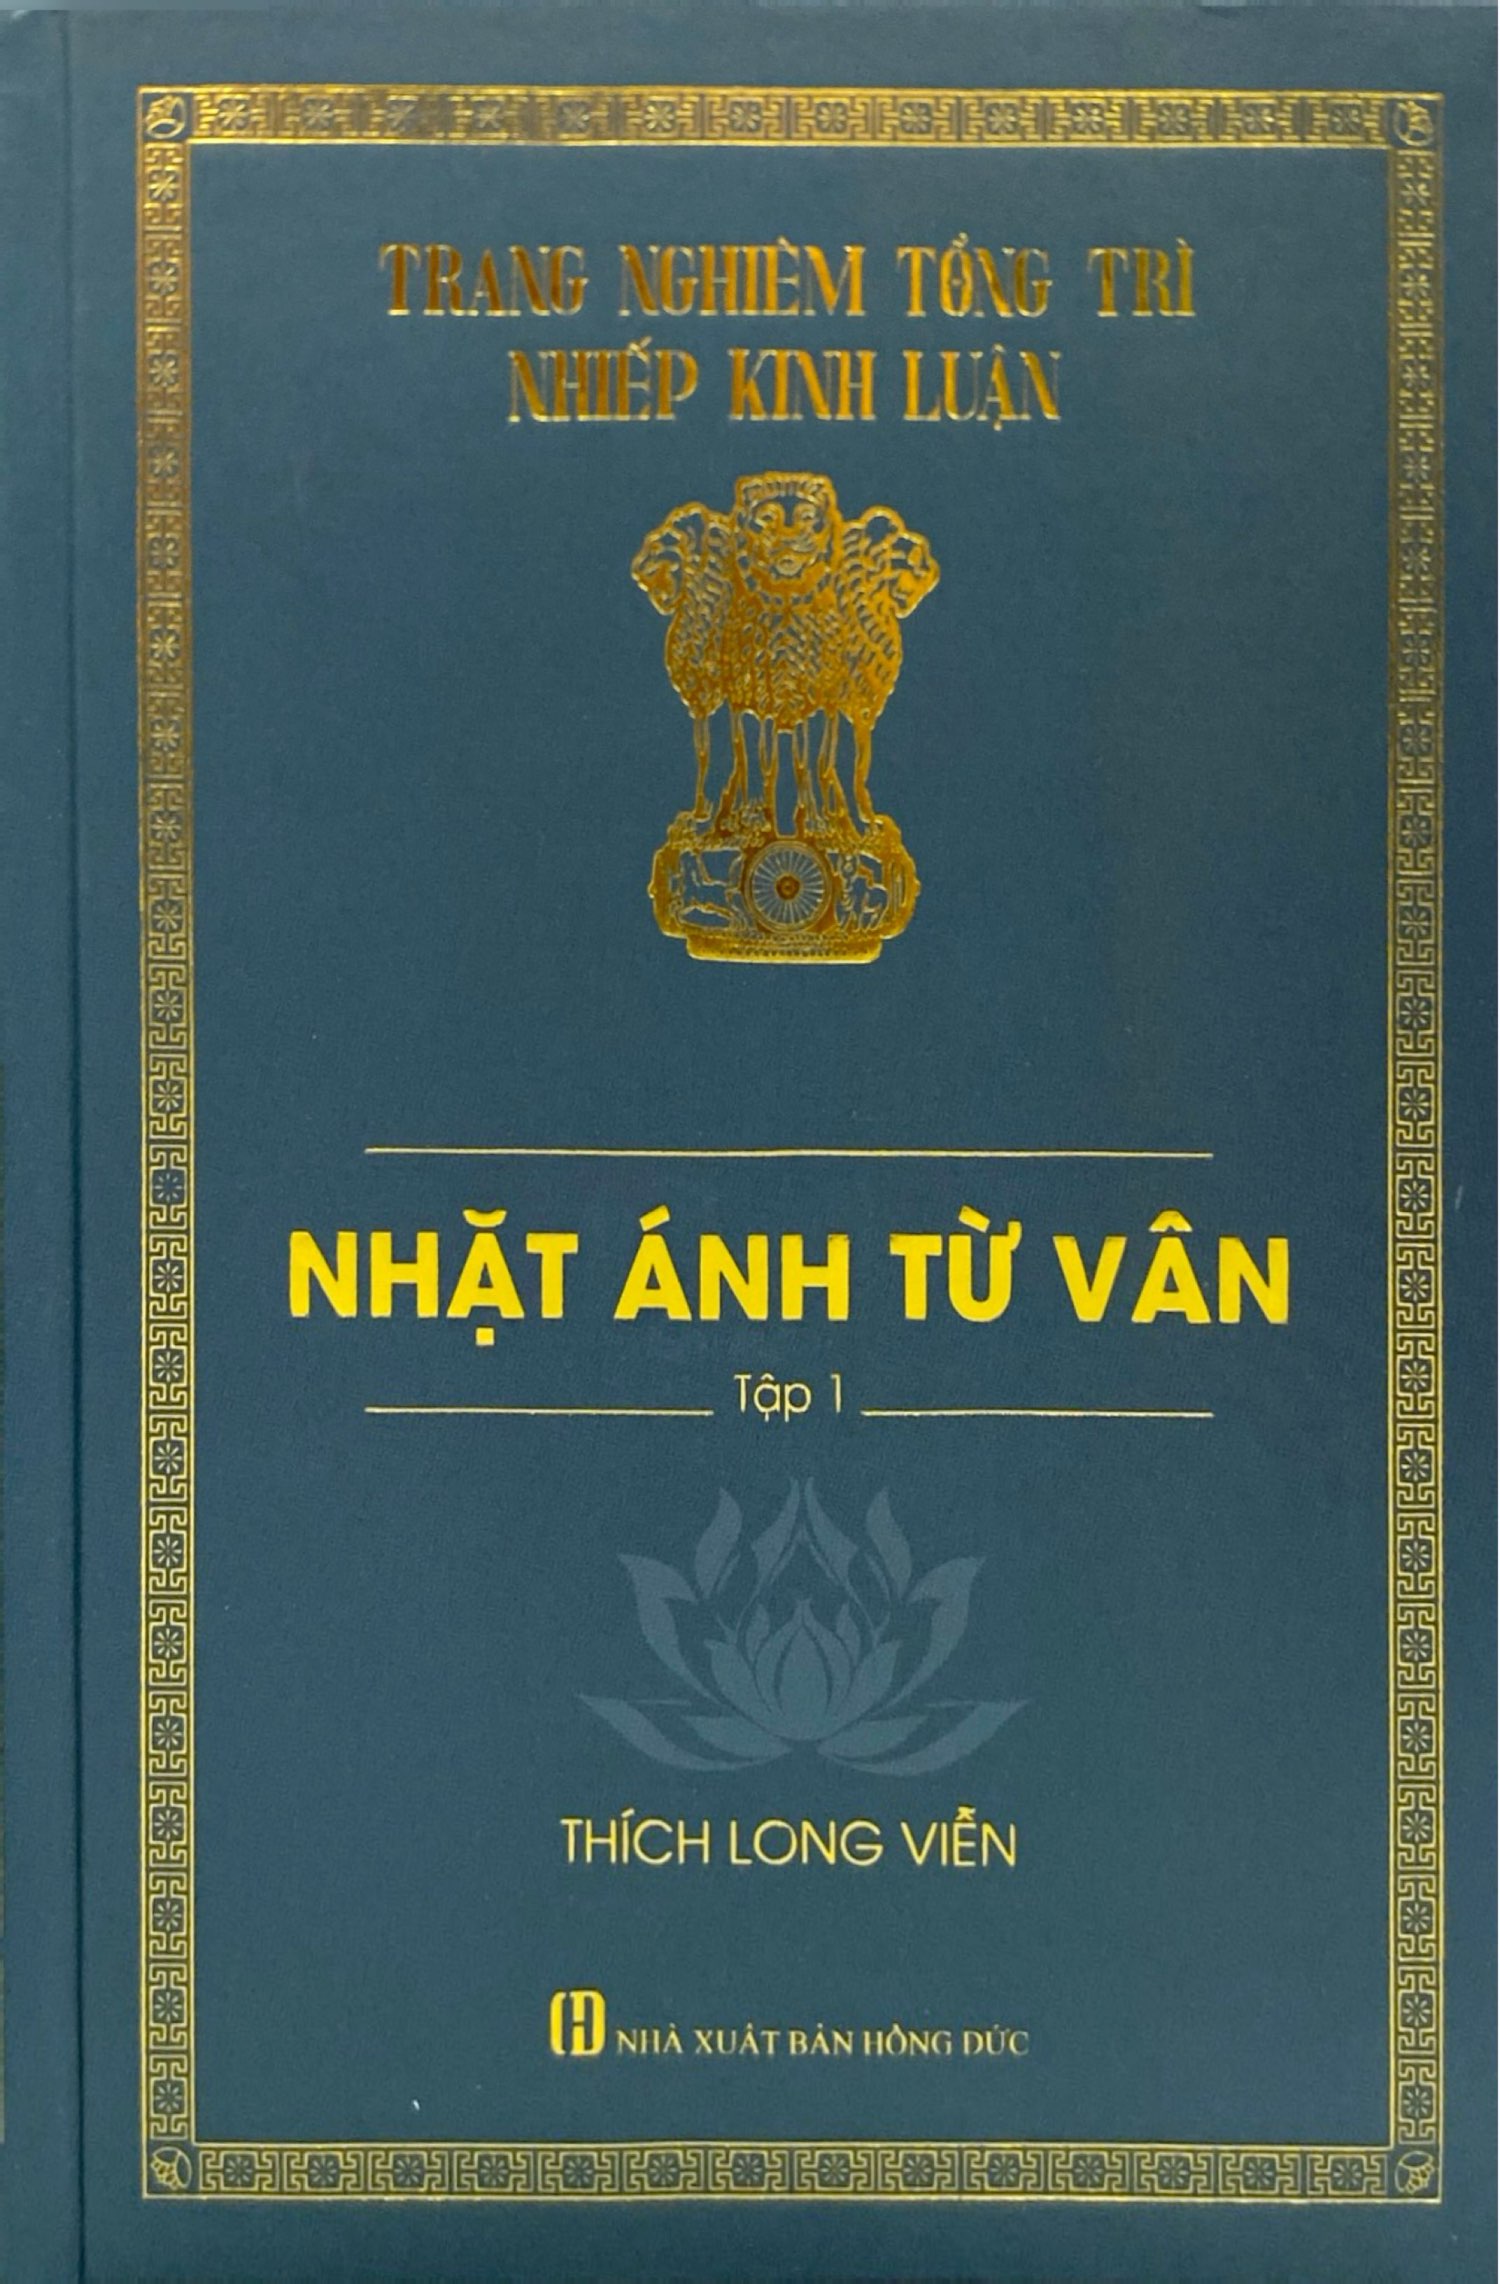 TRANG NGHIÊM TỔNG TRÌ
NHIẾP KINH LUẬN
NHẶT ÁNH TỪ VÂN
Tập 1
THÍCH LONG VIỄN
NHÀ XUẤT BẢN HỒNG ĐỨC